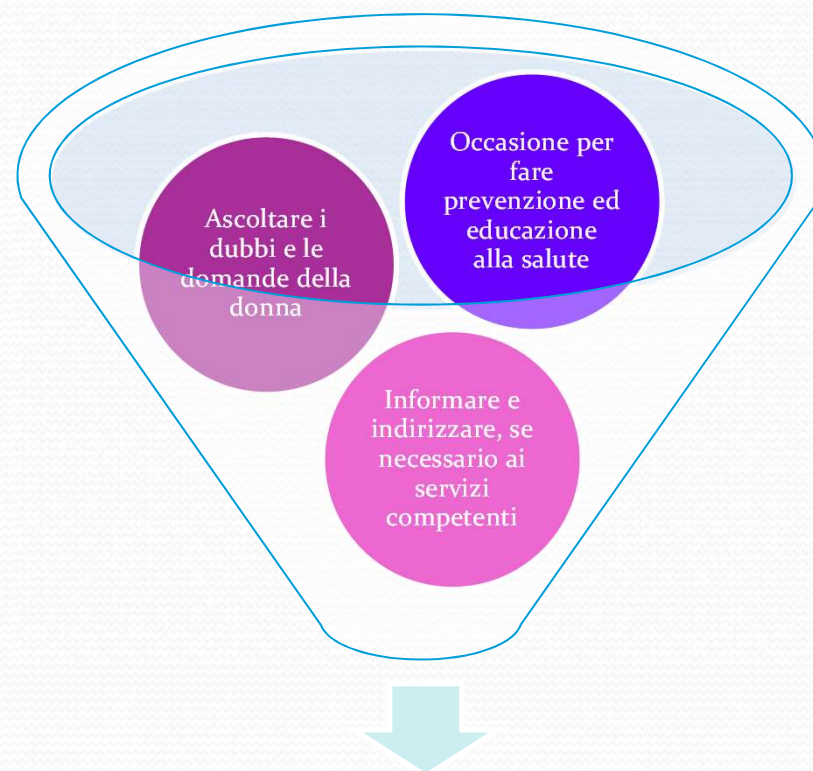 Occasione per
fare
prevenzione ed
educazione
alla salute
Ascoltare i
dubbi e le
domande della
donna
Informare e
indirizzare, se
necessario ai
servizi
competenti